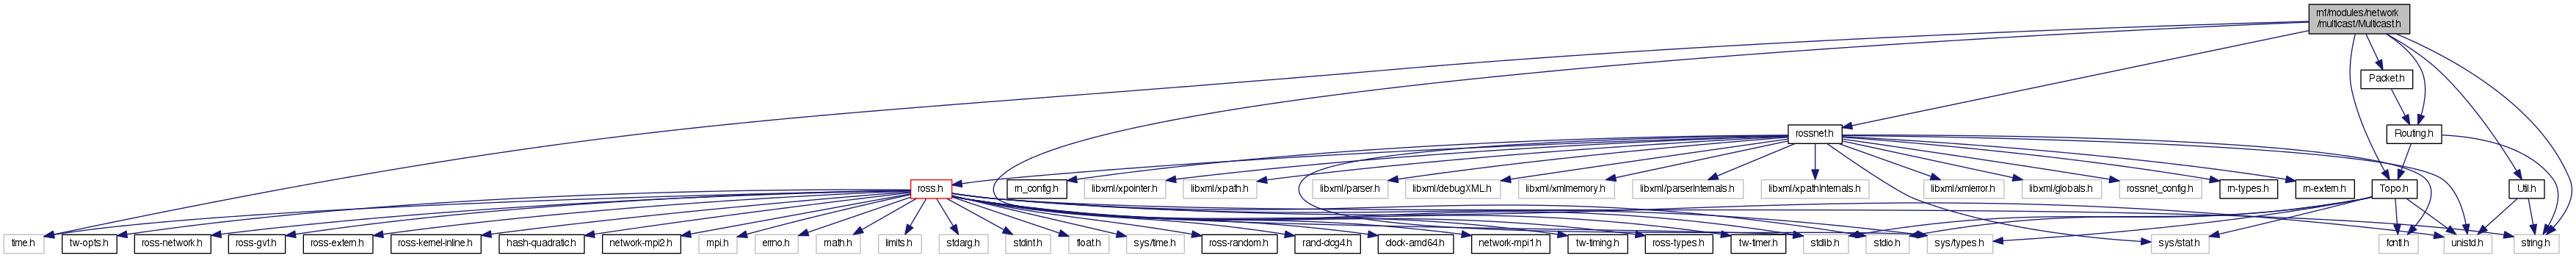 rnf/modules/network
/multicast/Multicast.h
Packet.h
rossnet.h
Routing.h
ross.h
rn_config.h
libxml/xpointer.h
libxml/xpath.h
libxml/parser.h
libxml/debugXML.h
libxml/xmlmemory.h
libxml/parserInternals.h
libxml/xpathInternals.h
libxml/xmlerror.h
libxml/globals.h
rossnet_config.h
rn-types.h
rn-extern.h
Topo.h
Util.h
time.h
tw-opts.h
ross-network.h
ross-gvt.h
ross-extern.h
ross-kernel-inline.h
hash-quadratic.h
network-mpi2.h
mpi.h
errno.h
math.h
limits.h
stdarg.h
stdint.h
float.h
sys/time.h
ross-random.h
rand-clcg4.h
clock-amd64.h
network-mpi1.h
tw-timing.h
ross-types.h
tw-timer.h
stdlib.h
stdio.h
sys/types.h
sys/stat.h
fcntl.h
unistd.h
string.h